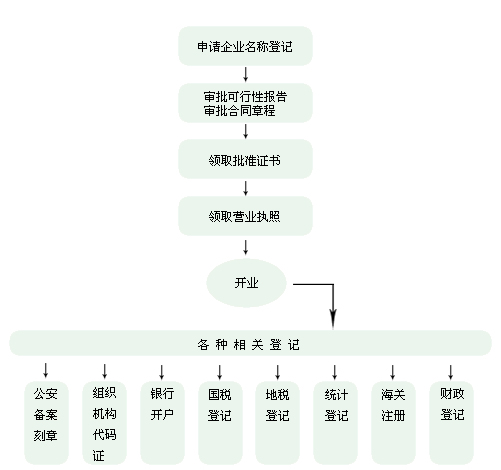 申请企业名称登记
审批可行性报告
审批合同章程
领取批准证书
领取营业执照
开业
各种相关登记
公安
备案
刻章
组织
机构
代码
证
银行
开户
国税
登记
地税
登记
统计
登记
海关
注册
财政
登记